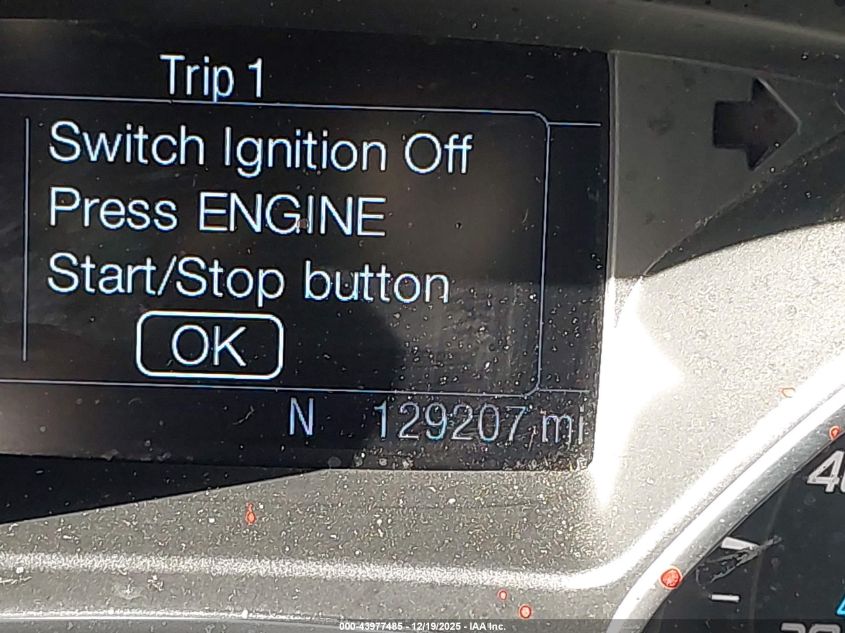 Trip 1
Switch Ignition Off
Press ENGINE
Start/Stop button
OK
N 129207 mi
40
000-43977485 - 12/19/2025 - IAA Inc.